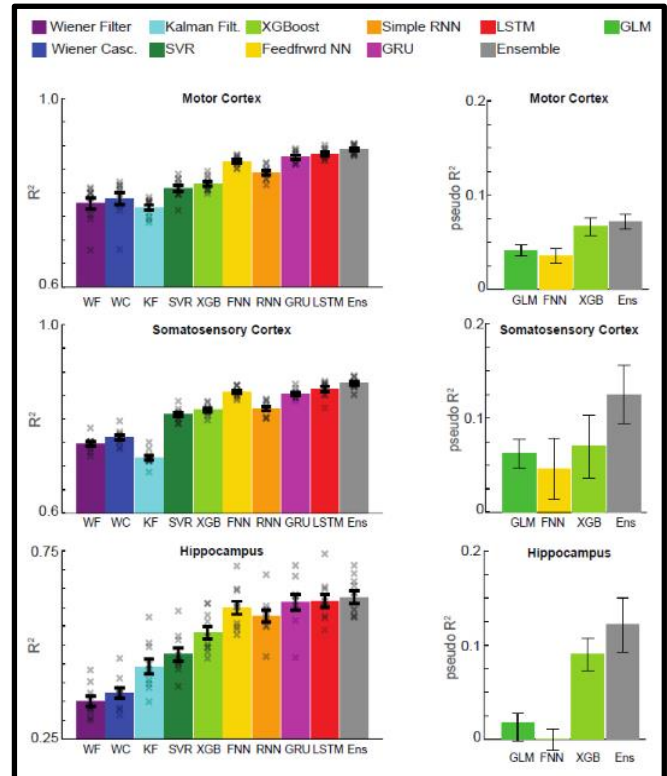 Wiener Filter Kalman Filt. XGBoost Simple RNN LSTM GLM
Wiener Casc. SVR Feedfrwrd NN GRU Ensemble
Motor Cortex
1.0
R²
0.6
WF WC KF SVR XGB FNN RNN GRU LSTM Ens
Motor Cortex
0.2
0.1
0
pseudo R²
GLM FNN XGB Ens
Somatosensory Cortex
1.0
R²
0.6
WF WC KF SVR XGB FNN RNN GRU LSTM Ens
Somatosensory Cortex
0.2
0.1
0
pseudo R²
GLM FNN XGB Ens
Hippocampus
0.75
R²
0.25
WF WC KF SVR XGB FNN RNN GRU LSTM Ens
Hippocampus
0.2
0.1
0
pseudo R²
GLM FNN XGB Ens